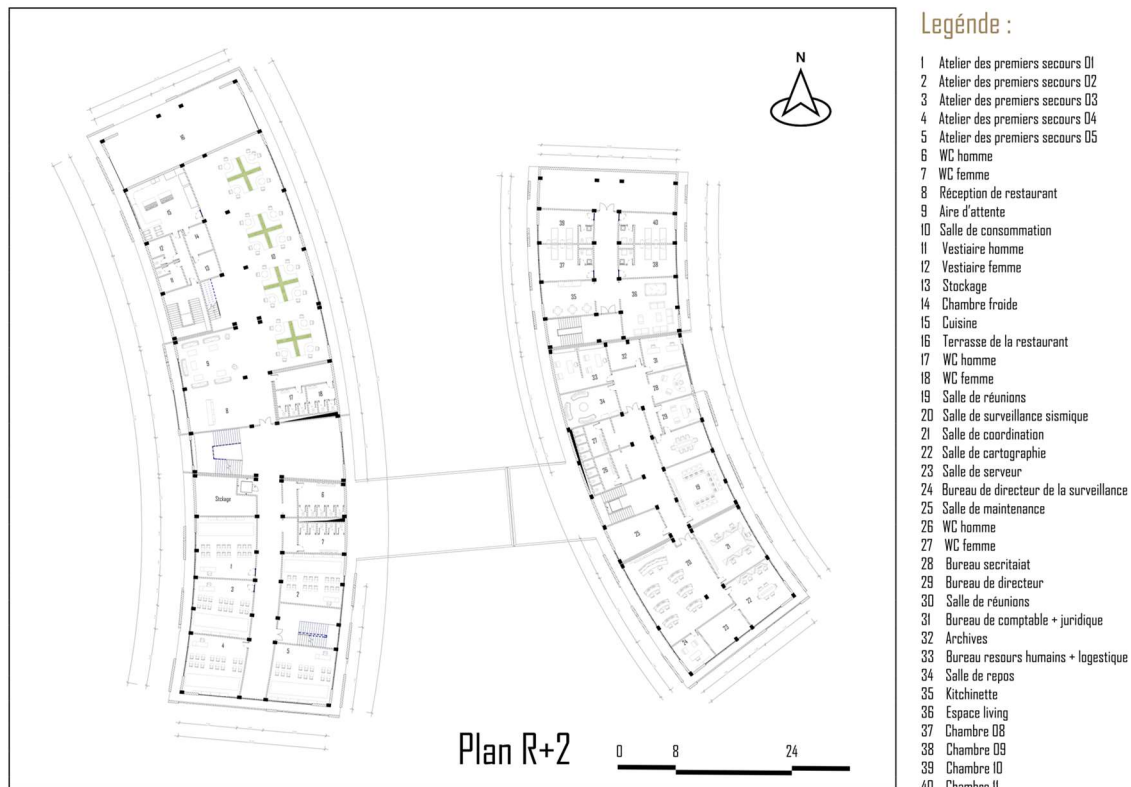 Legénde :
N
1 Atelier des premiers secours 01
2 Atelier des premiers secours 02
3 Atelier des premiers secours 03
4 Atelier des premiers secours 04
5 Atelier des premiers secours 05
6 WC homme
7 WC femme
8 Réception de restaurant
9 Aire d'attente
10 Salle de consommation
11 Vestiaire homme
12 Vestiaire femme
13 Stockage
14 Chambre froide
15 Cuisine
16 Terrasse de la restaurant
17 WC homme
18 WC femme
19 Salle de réunions
20 Salle de surveillance sismique
21 Salle de coordination
22 Salle de cartographie
23 Salle de serveur
24 Bureau de directeur de la surveillance
25 Salle de maintenance
26 WC homme
27 WC femme
28 Bureau secritaiat
29 Bureau de directeur
30 Salle de réunions
31 Bureau de comptable + juridique
32 Archives
33 Bureau resours humains + logestique
34 Salle de repos
35 Kitchinette
36 Espace living
37 Chambre 08
38 Chambre 09
39 Chambre 10
40 Chambre 11
Stockage
Plan R+2
0 8 24